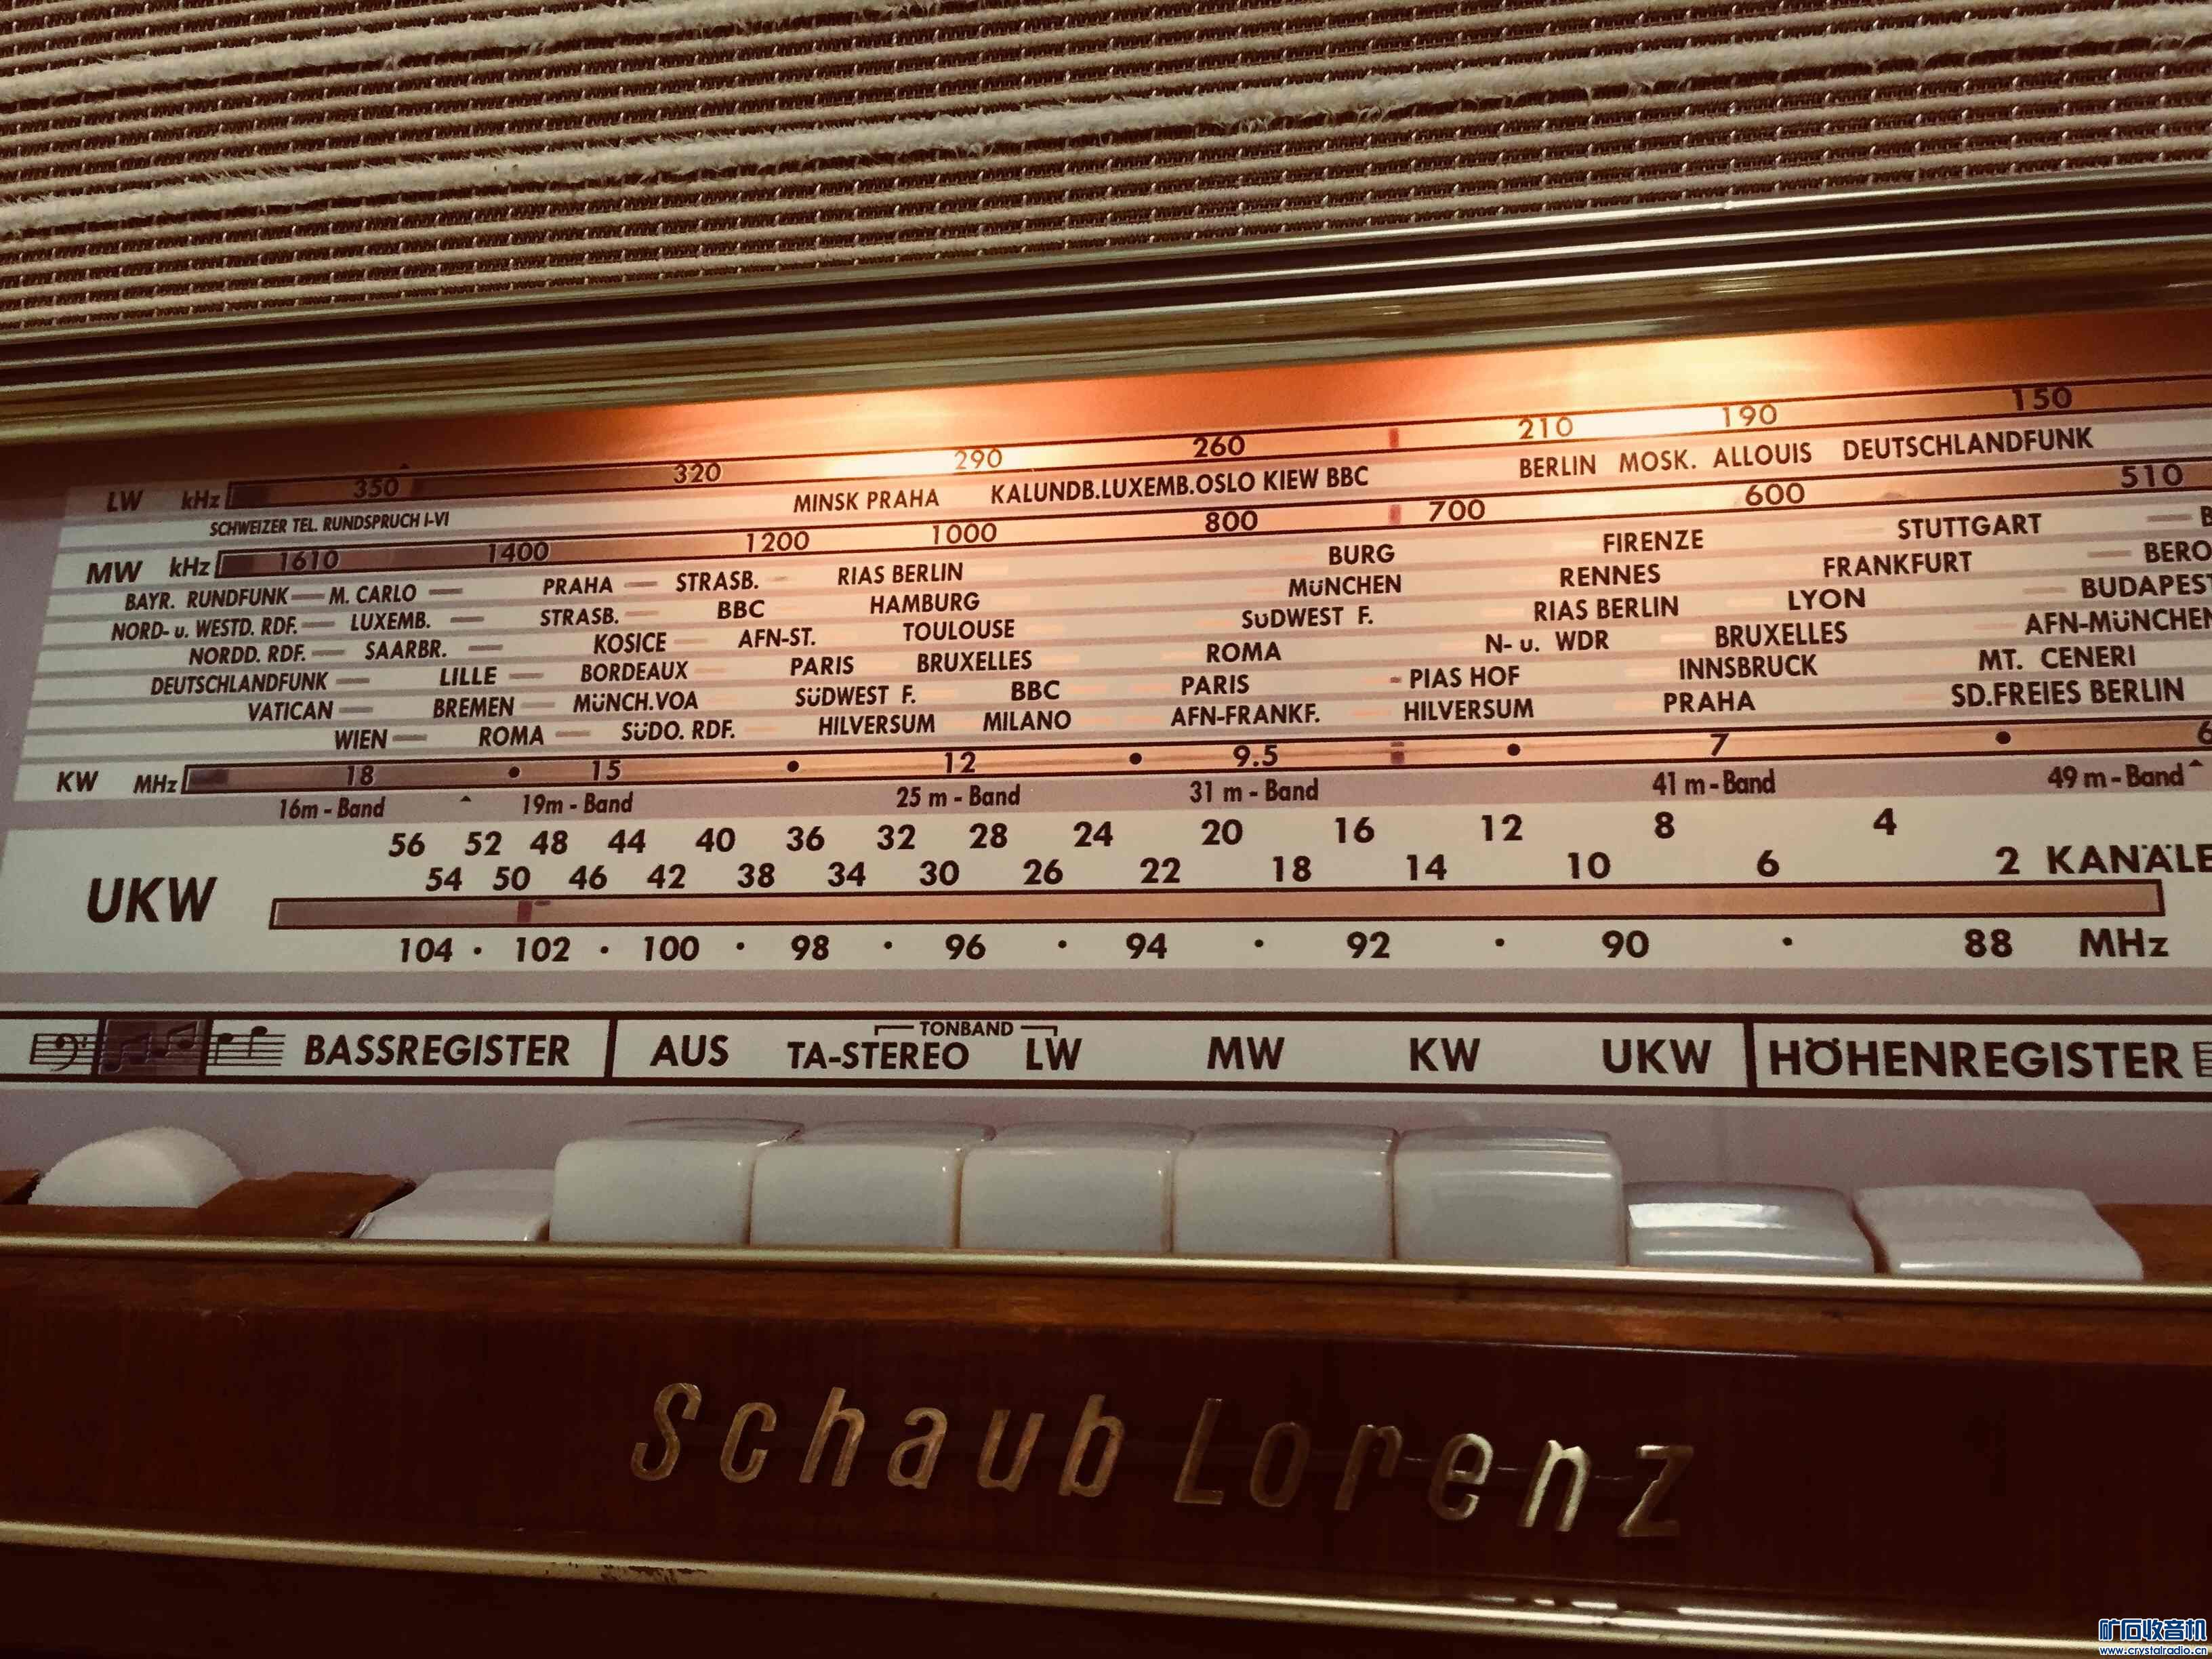 350 320 290 260 210 190 150
LW kHz
SCHWEIZER TEL. RUNDSPRUCH I-VI MINSK PRAHA KALUNDB.LUXEMB.OSLO KIEW BBC BERLIN MOSK. ALLOUIS DEUTSCHLANDFUNK
MW kHz 1610 1400 1200 1000 800 700 600 510
BAYR. RUNDFUNK M. CARLO PRAHA STRASB. RIAS BERLIN BURG FIRENZE STUTTGART
NORD- u. WESTD. RDF. LUXEMB. STRASB. BBC HAMBURG MÜNCHEN RENNES FRANKFURT BERO
NORDD. RDF. SAARBR. KOSICE AFN-ST. TOULOUSE SÜDWEST F. RIAS BERLIN LYON BUDAPEST
DEUTSCHLANDFUNK LILLE BORDEAUX PARIS BRUXELLES ROMA N- u. WDR BRUXELLES AFN-MÜNCHEN
VATICAN BREMEN MÜNCH.VOA SÜDWEST F. BBC PARIS PIAS HOF INNSBRUCK MT. CENERI
WIEN ROMA SÜDO. RDF. HILVERSUM MILANO AFN-FRANKF. HILVERSUM PRAHA SD.FREIES BERLIN
KW MHz 18 • 15 • 12 • 9.5 • 7 • 6
16m - Band 19m - Band 25 m - Band 31 m - Band 41 m - Band 49 m - Band
56 52 48 44 40 36 32 28 24 20 16 12 8 4
54 50 46 42 38 34 30 26 22 18 14 10 6 2 KANÄLE
UKW
104 · 102 · 100 · 98 · 96 · 94 · 92 · 90 · 88 MHz
TONBAND
BASSREGISTER AUS TA-STEREO LW MW KW UKW HÖHENREGISTER
Schaub Lorenz
矿石收音机
www.crystalradio.cn